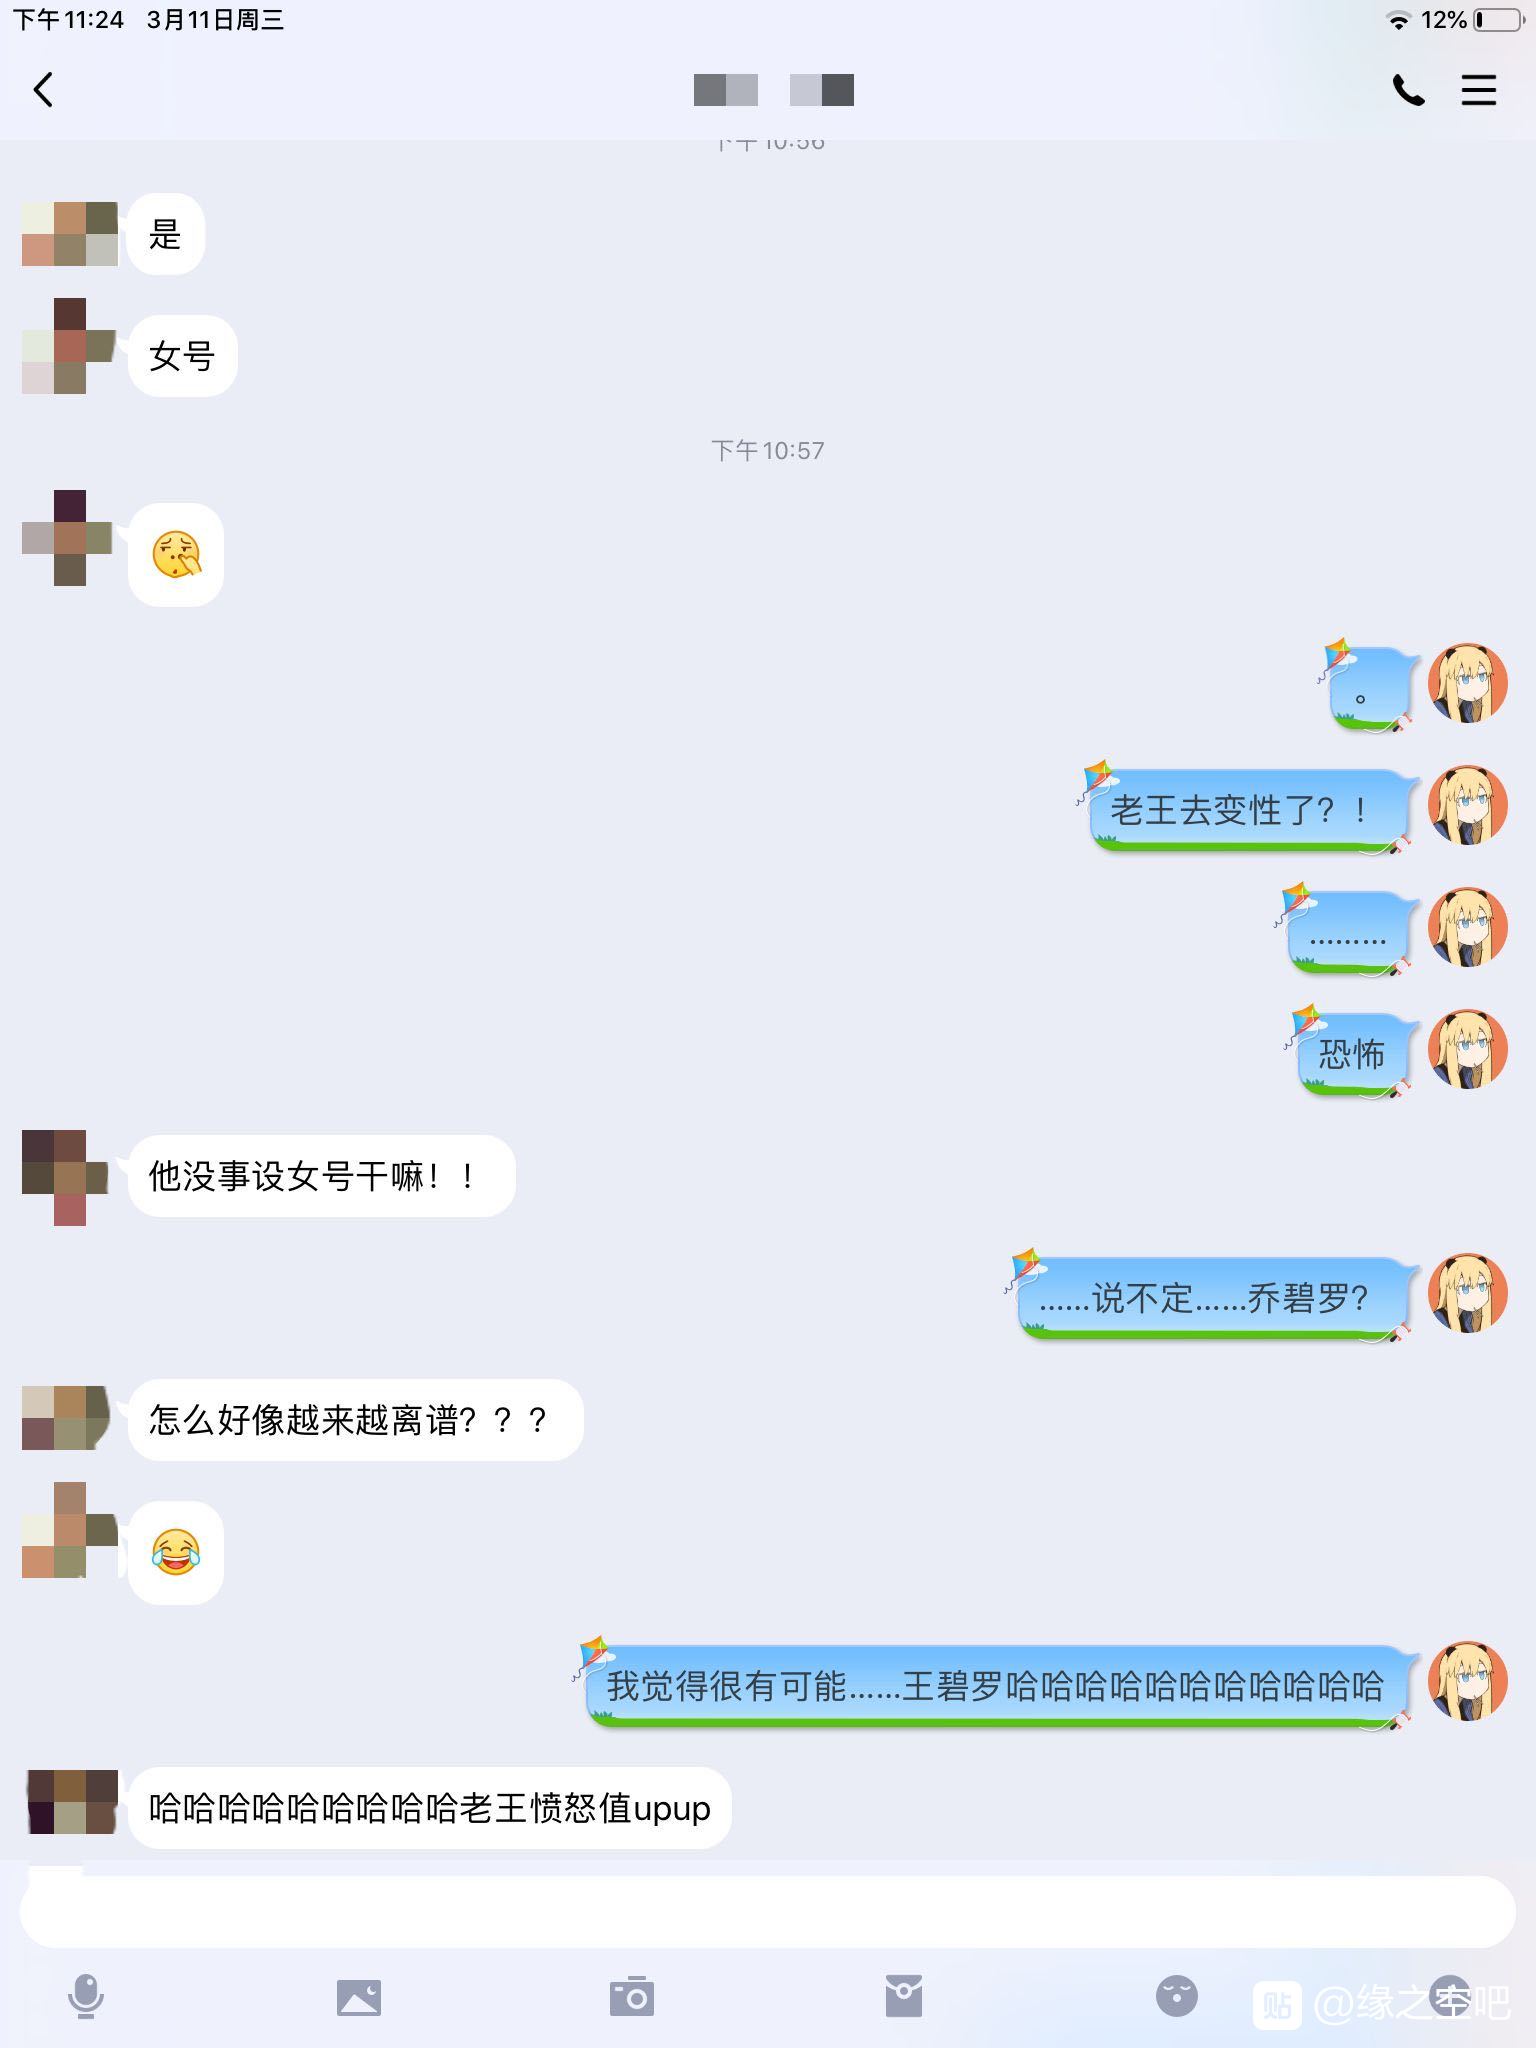 下午11:24 3月11日周三
12%
下午10:56
是
女号
下午10:57
。
老王去变性了？！
………
恐怖
他没事设女号干嘛！！
……说不定……乔碧罗？
怎么好像越来越离谱？？？
我觉得很有可能……王碧罗哈哈哈哈哈哈哈哈哈哈哈
哈哈哈哈哈哈哈哈哈老王愤怒值upup
贴 @缘之空吧